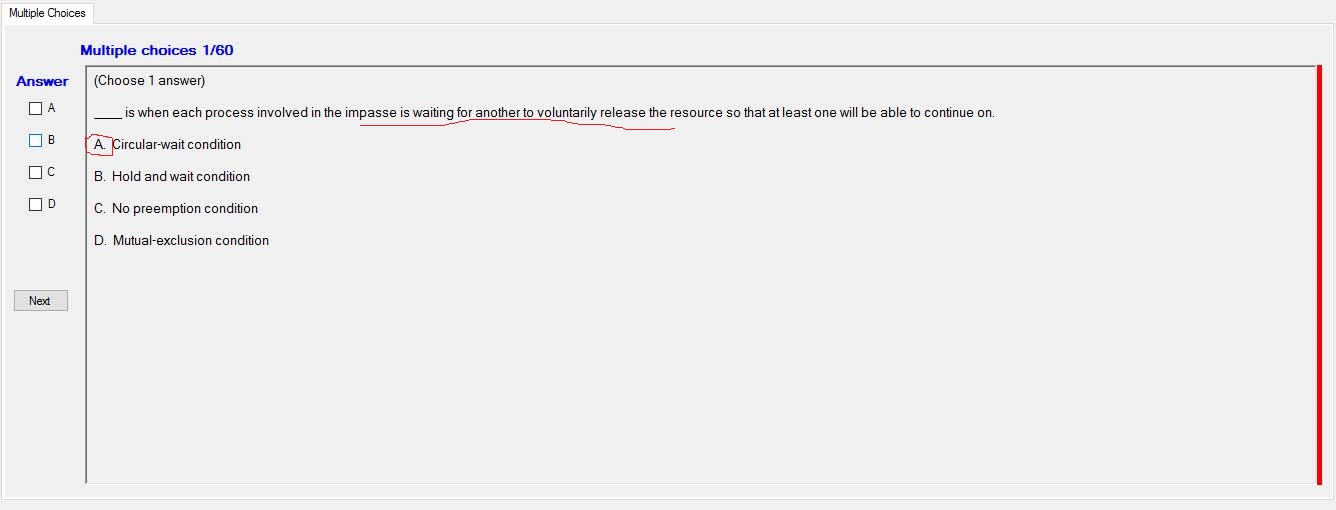 Multiple Choices
Multiple choices 1/60
Answer
A
B
C
D
Next
(Choose 1 answer)
____ is when each process involved in the impasse is waiting for another to voluntarily release the resource so that at least one will be able to continue on.
A. Circular-wait condition
B. Hold and wait condition
C. No preemption condition
D. Mutual-exclusion condition